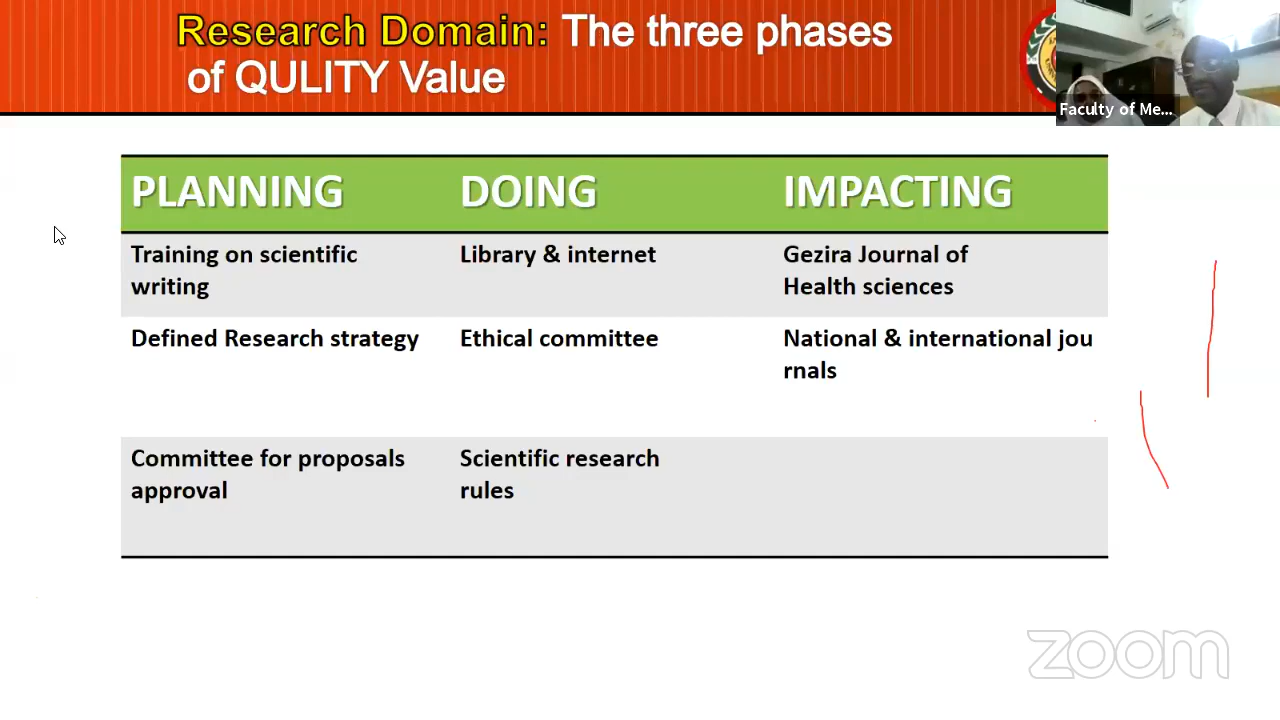 Research Domain: The three phases
of QULITY Value
Faculty of Me...
PLANNING DOING IMPACTING
Training on scientific
writing
Library & internet
Gezira Journal of
Health sciences
Defined Research strategy
Ethical committee
National & international jou
rnals
Committee for proposals
approval
Scientific research
rules
zoom